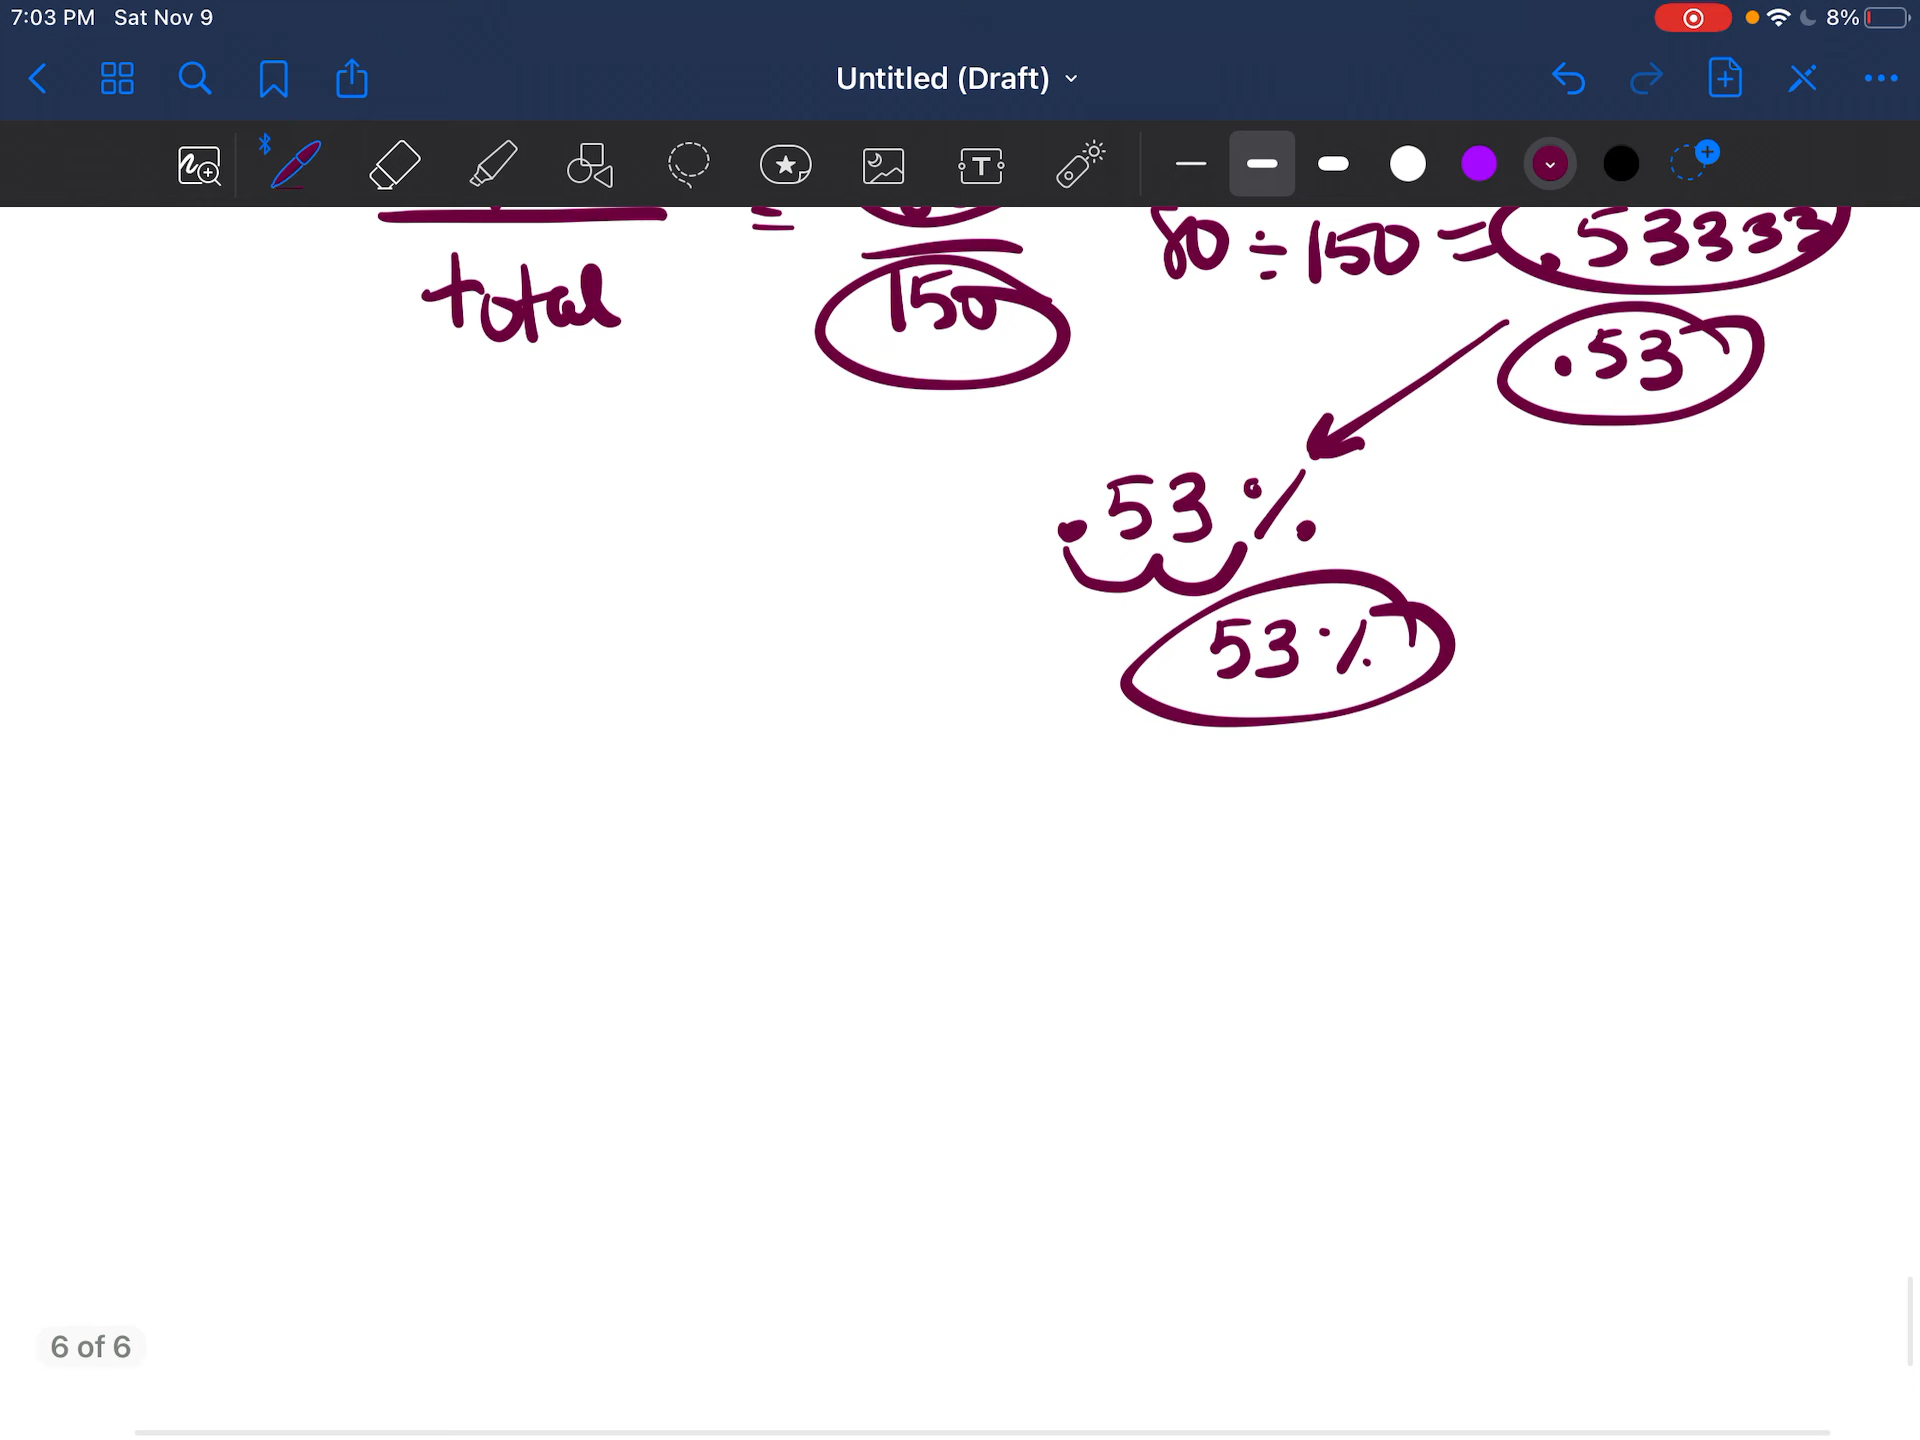 7:03 PM Sat Nov 9
8%
Untitled (Draft)
T
80 ÷ 150 = .53333
total
150
.53
.53%
53%
6 of 6